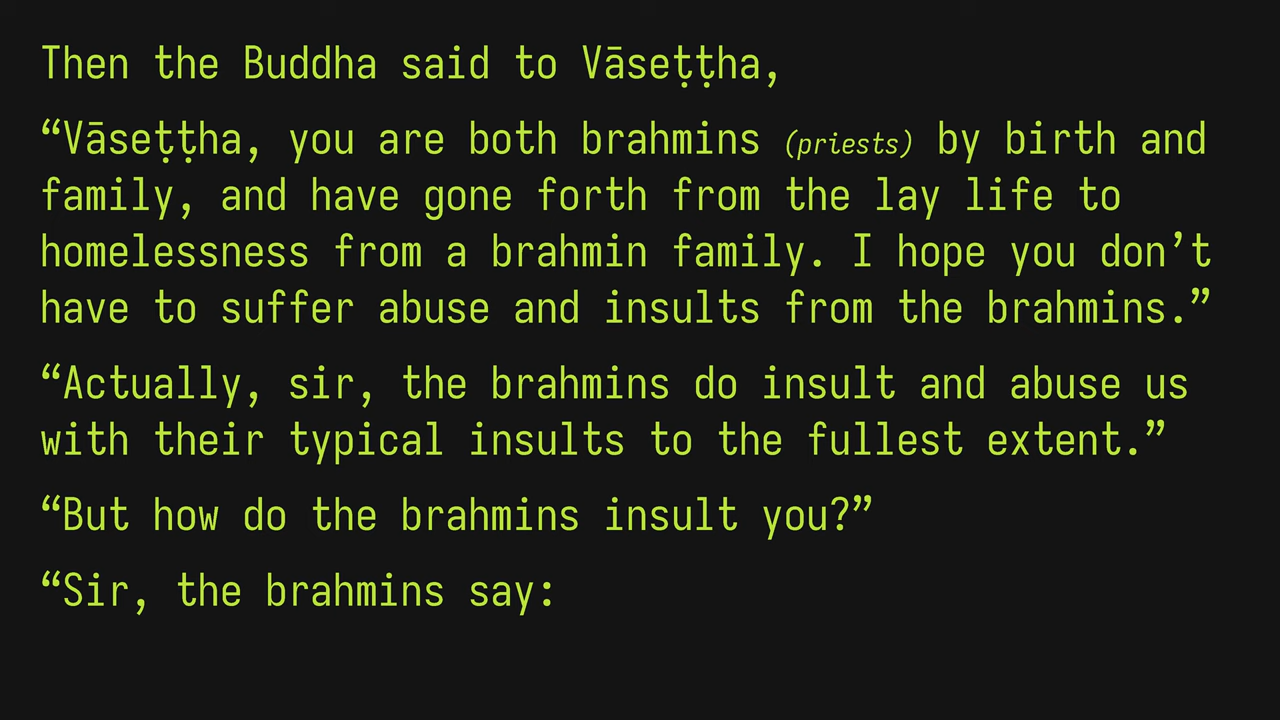 Then the Buddha said to Vāseṭṭha,
“Vāseṭṭha, you are both brahmins (priests) by birth and
family, and have gone forth from the lay life to
homelessness from a brahmin family. I hope you don’t
have to suffer abuse and insults from the brahmins.”
“Actually, sir, the brahmins do insult and abuse us
with their typical insults to the fullest extent.”
“But how do the brahmins insult you?”
“Sir, the brahmins say: